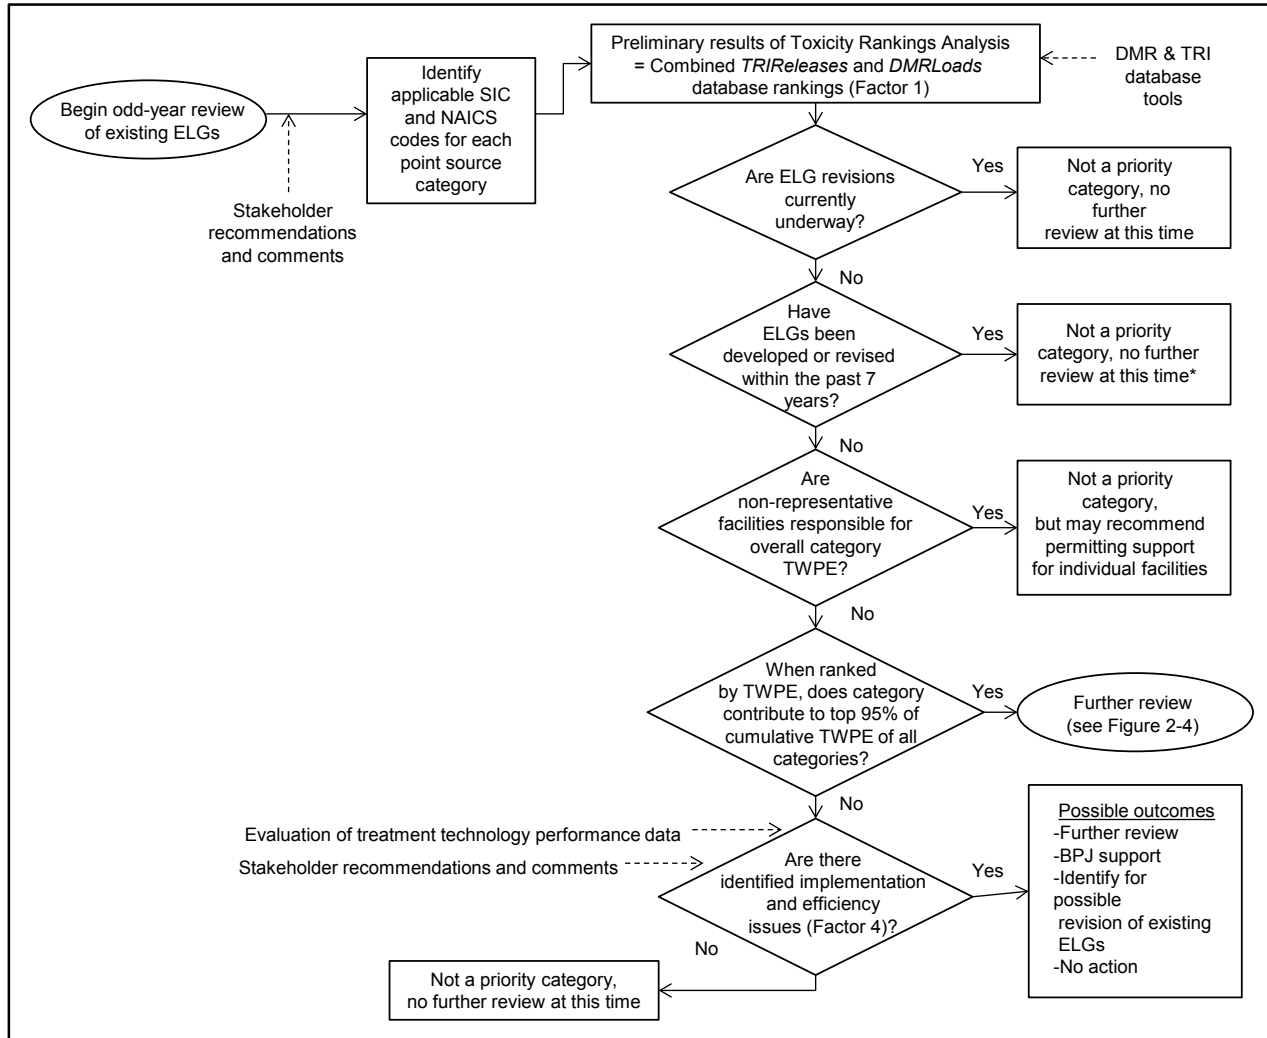 Begin odd-year review
of existing ELGs
Stakeholder
recommendations
and comments
Identify
applicable SIC
and NAICS
codes for each
point source
category
Preliminary results of Toxicity Rankings Analysis
= Combined TRIReleases and DMRLoads
database rankings (Factor 1)
DMR & TRI
database
tools
Are ELG revisions
currently
underway?
Yes
Not a priority
category, no
further
review at this time
No
Have
ELGs been
developed or revised
within the past 7
years?
Yes
Not a priority
category, no further
review at this time*
No
Are
non-representative
facilities responsible for
overall category
TWPE?
Yes
Not a priority
category,
but may recommend
permitting support
for individual facilities
No
When ranked
by TWPE, does category
contribute to top 95% of
cumulative TWPE of all
categories?
Yes
Further review
(see Figure 2-4)
No
Evaluation of treatment technology performance data
Stakeholder recommendations and comments
Are there
identified implementation
and efficiency
issues (Factor 4)?
Yes
Possible outcomes
-Further review
-BPJ support
-Identify for
possible
revision of existing
ELGs
-No action
No
Not a priority category,
no further review at this time